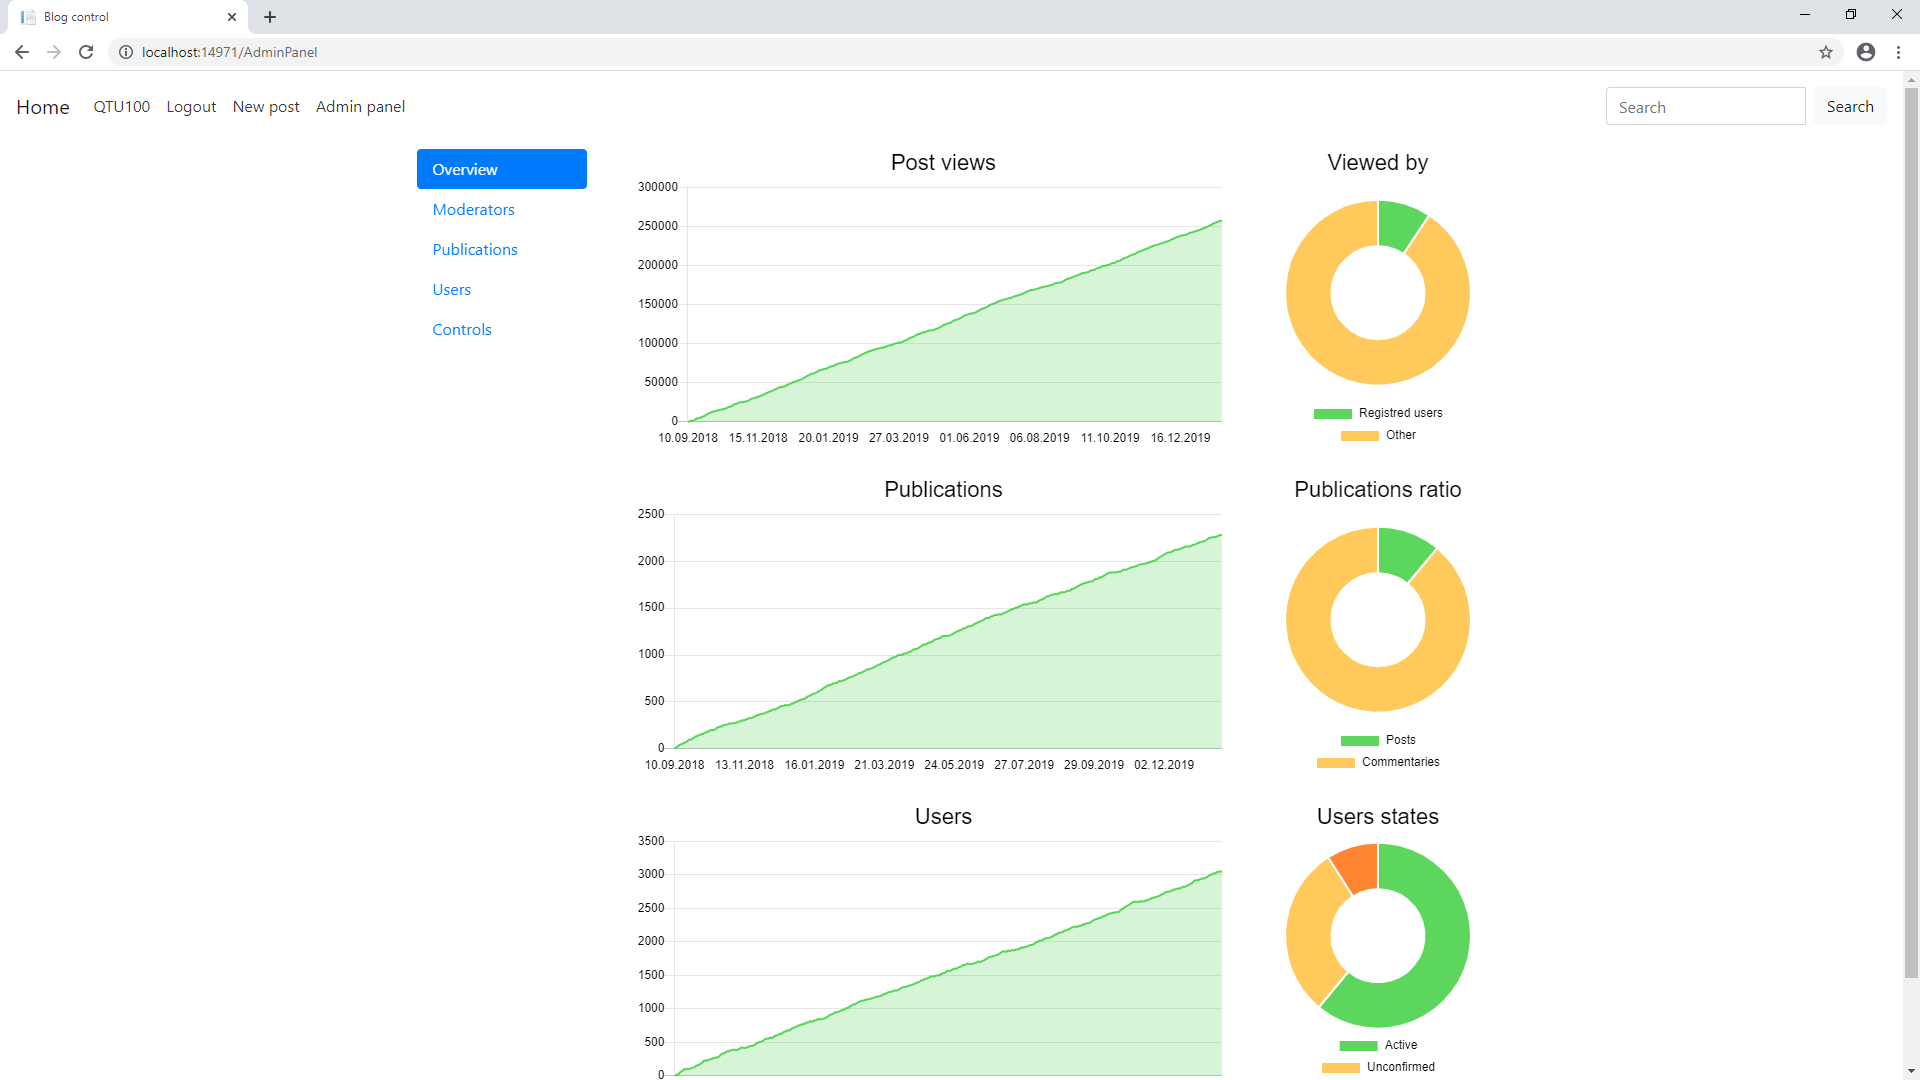 Blog control
localhost:14971/AdminPanel
Home QTU100 Logout New post Admin panel Search Search
Overview
Moderators
Publications
Users
Controls
Post views
300000
250000
200000
150000
100000
50000
0
10.09.2018 15.11.2018 20.01.2019 27.03.2019 01.06.2019 06.08.2019 11.10.2019 16.12.2019
Viewed by
Registred users
Other
Publications
2500
2000
1500
1000
500
0
10.09.2018 13.11.2018 16.01.2019 21.03.2019 24.05.2019 27.07.2019 29.09.2019 02.12.2019
Publications ratio
Posts
Commentaries
Users
3500
3000
2500
2000
1500
1000
500
0
Users states
Active
Unconfirmed